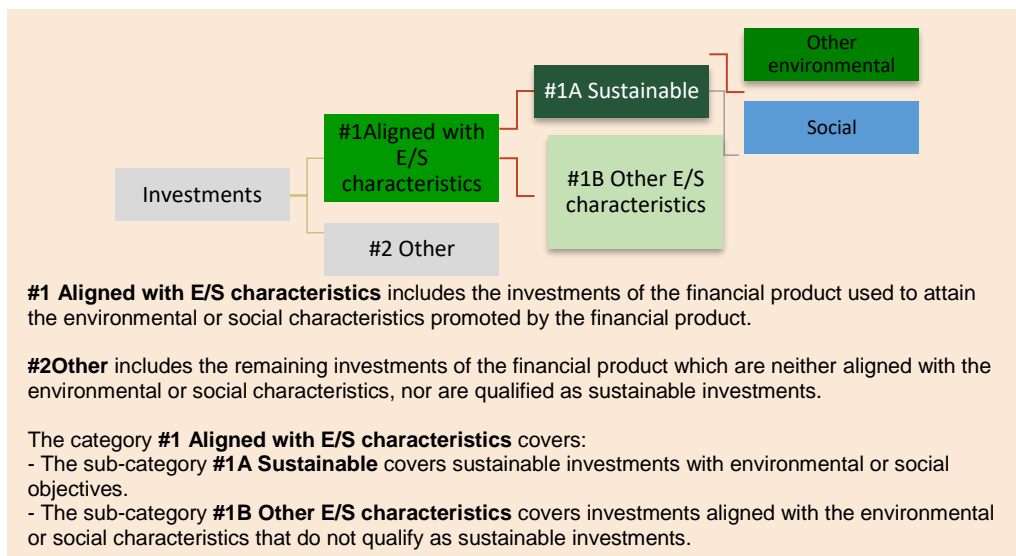 Other
environmental
#1A Sustainable
Social
#1Aligned with
E/S
characteristics
#1B Other E/S
characteristics
Investments
#2 Other
#1 Aligned with E/S characteristics includes the investments of the financial product used to attain
the environmental or social characteristics promoted by the financial product.
#2Other includes the remaining investments of the financial product which are neither aligned with the
environmental or social characteristics, nor are qualified as sustainable investments.
The category #1 Aligned with E/S characteristics covers:
- The sub-category #1A Sustainable covers sustainable investments with environmental or social
objectives.
- The sub-category #1B Other E/S characteristics covers investments aligned with the environmental
or social characteristics that do not qualify as sustainable investments.